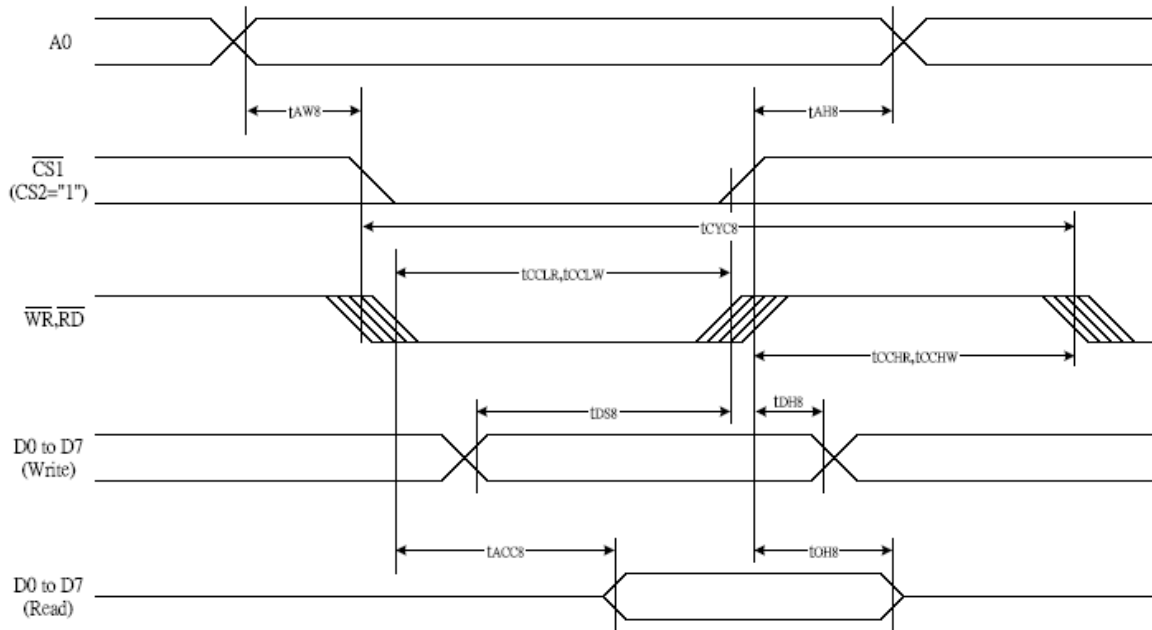 A0
tAW8
tAH8
CS1
(CS2="1")
tCYC8
tCCLR,tCCLW
WR,RD
tCCHR,tCCHW
tDS8
tDH8
D0 to D7
(Write)
tACC8
tOH8
D0 to D7
(Read)